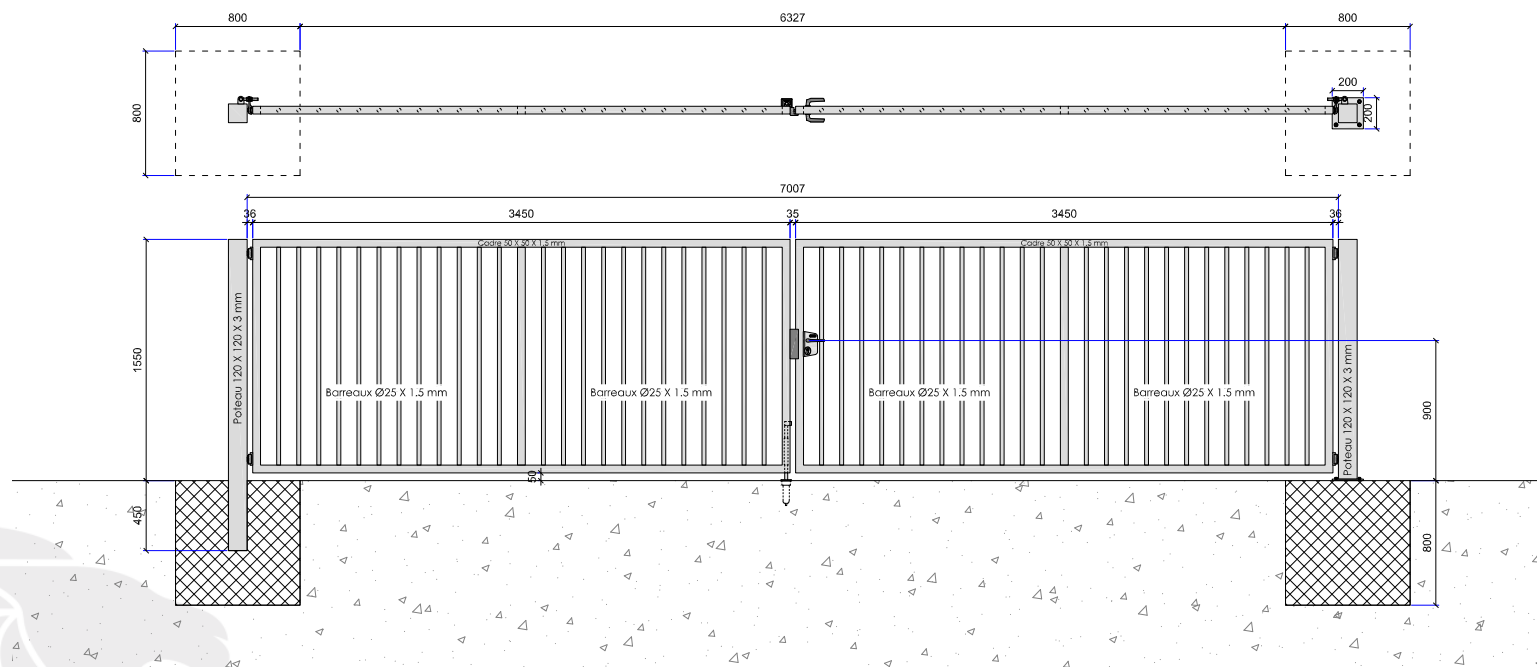 800
6327
800
800
200
200
7007
36
3450
35
3450
36
Cadre 50 X 50 X 1.5 mm
Cadre 50 X 50 X 1.5 mm
1550
Poteau 120 X 120 X 3 mm
Barreaux Ø25 X 1.5 mm
Barreaux Ø25 X 1.5 mm
Barreaux Ø25 X 1.5 mm
Barreaux Ø25 X 1.5 mm
Poteau 120 X 120 X 3 mm
900
50
450
800